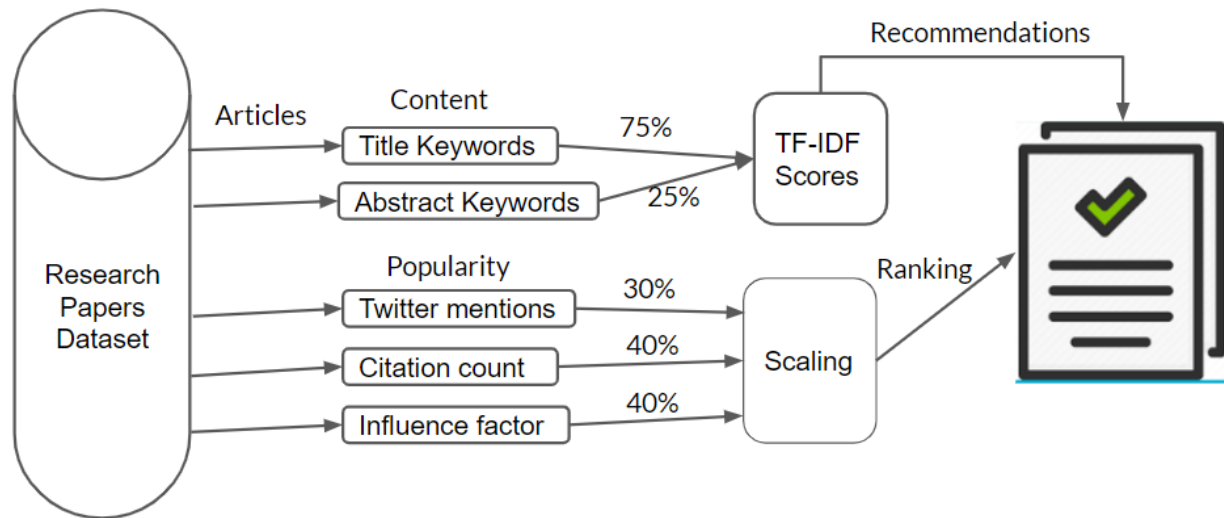 Recommendations
Content
Articles
Title Keywords
75%
TF-IDF
Scores
Abstract Keywords
25%
Research
Papers
Dataset
Popularity
Twitter mentions
30%
Ranking
Citation count
40%
Scaling
Influence factor
40%